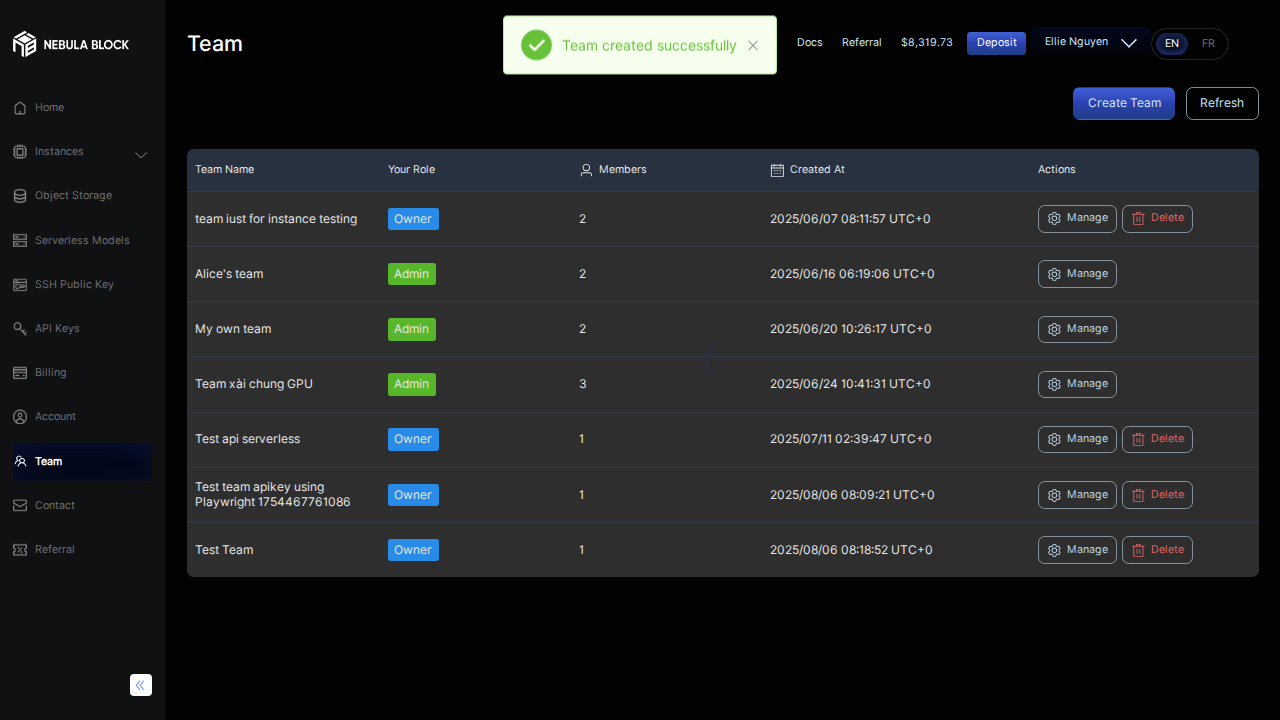 NEBULA BLOCK
Team
Team created successfully
Docs
Referral
$8,319.73
Deposit
Ellie Nguyen
EN
FR
Home
Instances
Object Storage
Serverless Models
SSH Public Key
API Keys
Billing
Account
Team
Contact
Referral
Create Team
Refresh
Team Name Your Role Members Created At Actions
team iust for instance testing Owner 2 2025/06/07 08:11:57 UTC+0 Manage Delete
Alice's team Admin 2 2025/06/16 06:19:06 UTC+0 Manage
My own team Admin 2 2025/06/20 10:26:17 UTC+0 Manage
Team xài chung GPU Admin 3 2025/06/24 10:41:31 UTC+0 Manage
Test api serverless Owner 1 2025/07/11 02:39:47 UTC+0 Manage Delete
Test team apikey using
Playwright 1754467761086 Owner 1 2025/08/06 08:09:21 UTC+0 Manage Delete
Test Team Owner 1 2025/08/06 08:18:52 UTC+0 Manage Delete